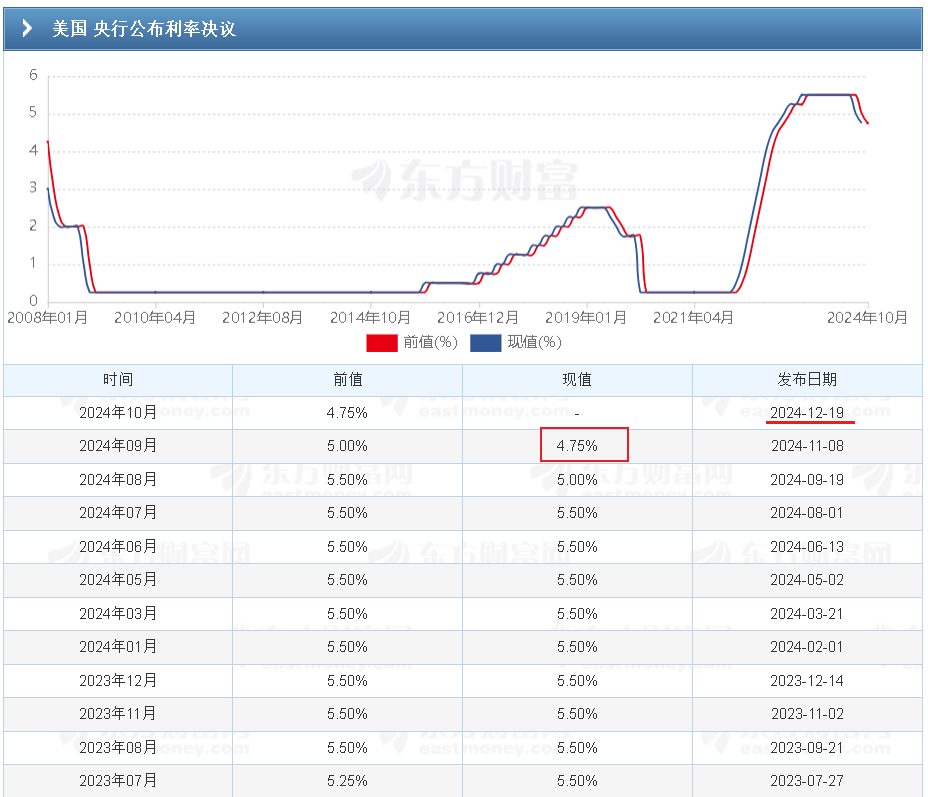 美国 央行公布利率决议
6
5
4
3
2
1
0
东方财富
2008年01月 2010年04月 2012年08月 2014年10月 2016年12月 2019年01月 2021年04月 2024年10月
前值(%) 现值(%)
时间 前值 现值 发布日期
2024年10月 4.75% - 2024-12-19
2024年09月 5.00% 4.75% 2024-11-08
2024年08月 5.50% 5.00% 2024-09-19
2024年07月 5.50% 5.50% 2024-08-01
2024年06月 5.50% 5.50% 2024-06-13
2024年05月 5.50% 5.50% 2024-05-02
2024年03月 5.50% 5.50% 2024-03-21
2024年01月 5.50% 5.50% 2024-02-01
2023年12月 5.50% 5.50% 2023-12-14
2023年11月 5.50% 5.50% 2023-11-02
2023年08月 5.50% 5.50% 2023-09-21
2023年07月 5.25% 5.50% 2023-07-27